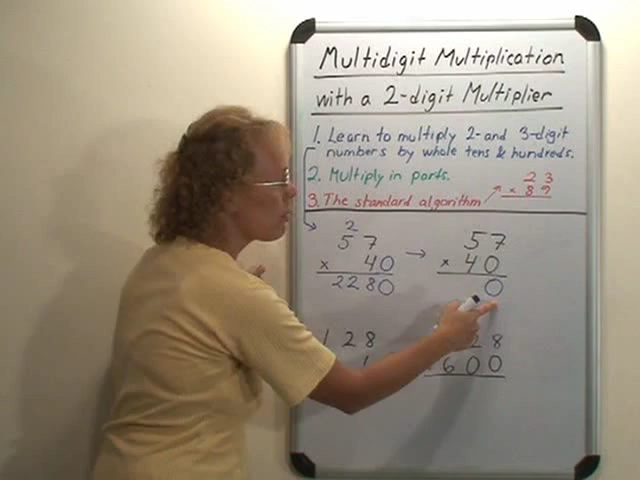 Multidigit Multiplication
with a 2-digit Multiplier
1. Learn to multiply 2- and 3-digit
numbers by whole tens & hundreds.
2. Multiply in parts.
3. The standard algorithm
2 3
× 8 9
2
5 7
× 4 0
2 2 8 0
→
5 7
× 4 0
0
1 2 8
2 8
6 0 0